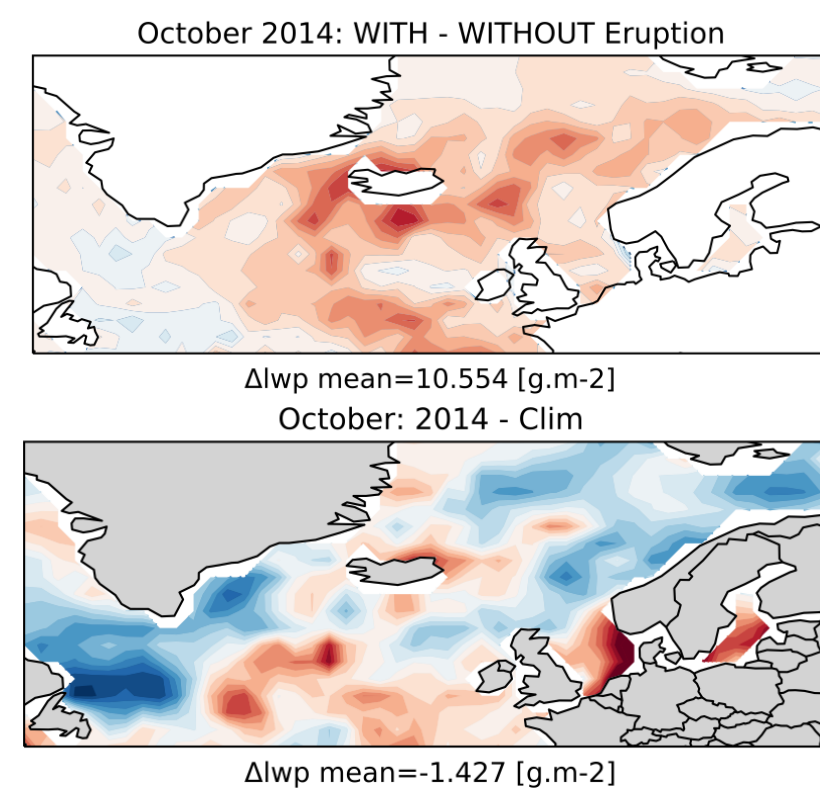 October 2014: WITH - WITHOUT Eruption
Δlwp mean=10.554 [g.m-2]
October: 2014 - Clim
Δlwp mean=-1.427 [g.m-2]